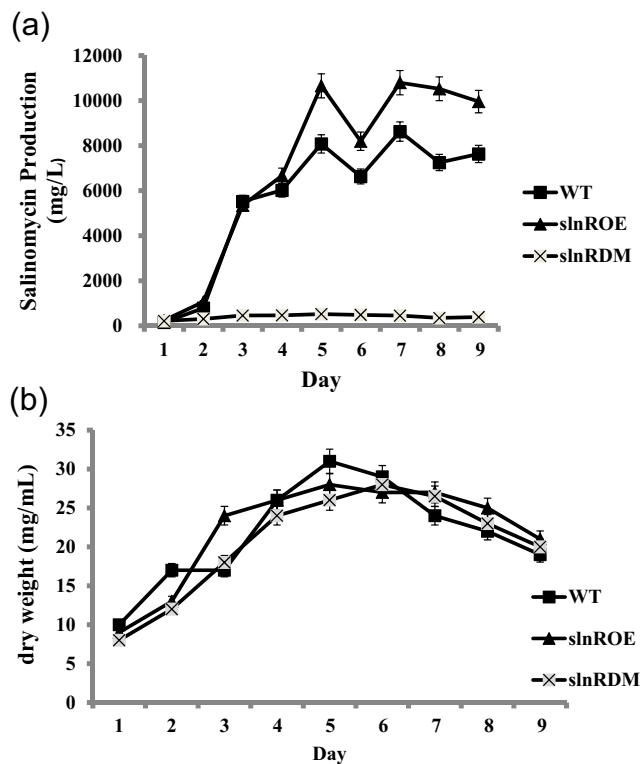 (a)
Salinomycin Production
(mg/L)
12000
10000
8000
6000
4000
2000
0
1 2 3 4 5 6 7 8 9
Day
WT
slnROE
slnRDM
(b)
dry weight (mg/mL)
35
30
25
20
15
10
5
0
1 2 3 4 5 6 7 8 9
Day
WT
slnROE
slnRDM